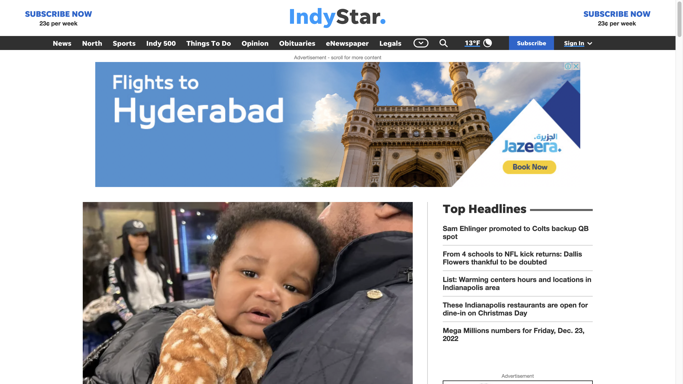 SUBSCRIBE NOW
23¢ per week
IndyStar.
SUBSCRIBE NOW
23¢ per week
News North Sports Indy 500 Things To Do Opinion Obituaries eNewspaper Legals 13°F Subscribe Sign In
Advertisement - scroll for more content
Flights to
Hyderabad
الجزيرة.
Jazeera.
Book Now
Top Headlines
Sam Ehlinger promoted to Colts backup QB
spot
From 4 schools to NFL kick returns: Dallis
Flowers thankful to be doubted
List: Warming centers hours and locations in
Indianapolis area
These Indianapolis restaurants are open for
dine-in on Christmas Day
Mega Millions numbers for Friday, Dec. 23,
2022
Advertisement